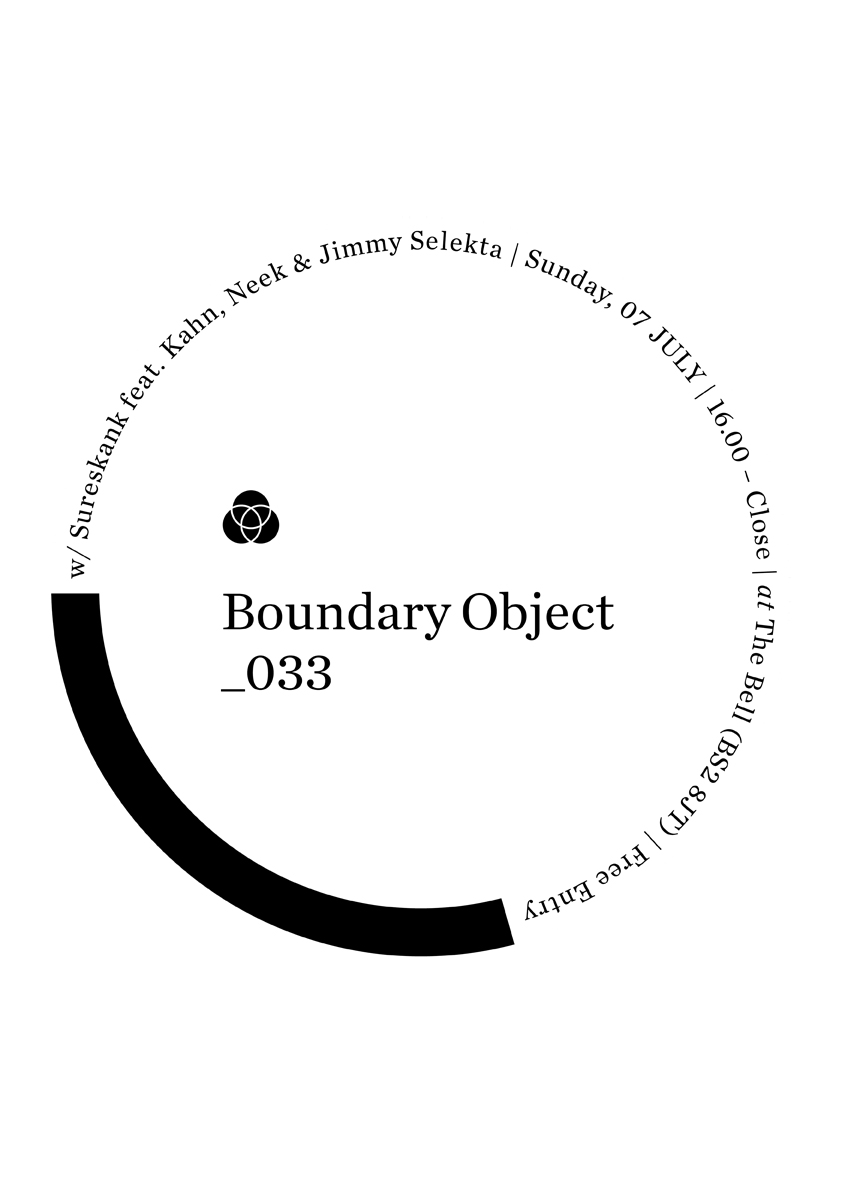 w/ Sureskank feat. Kahn, Neek & Jimmy Selekta | Sunday, 07 JULY | 16.00 – Close | at The Bell (BS2 8JT) | Free Entry
Boundary Object
_033